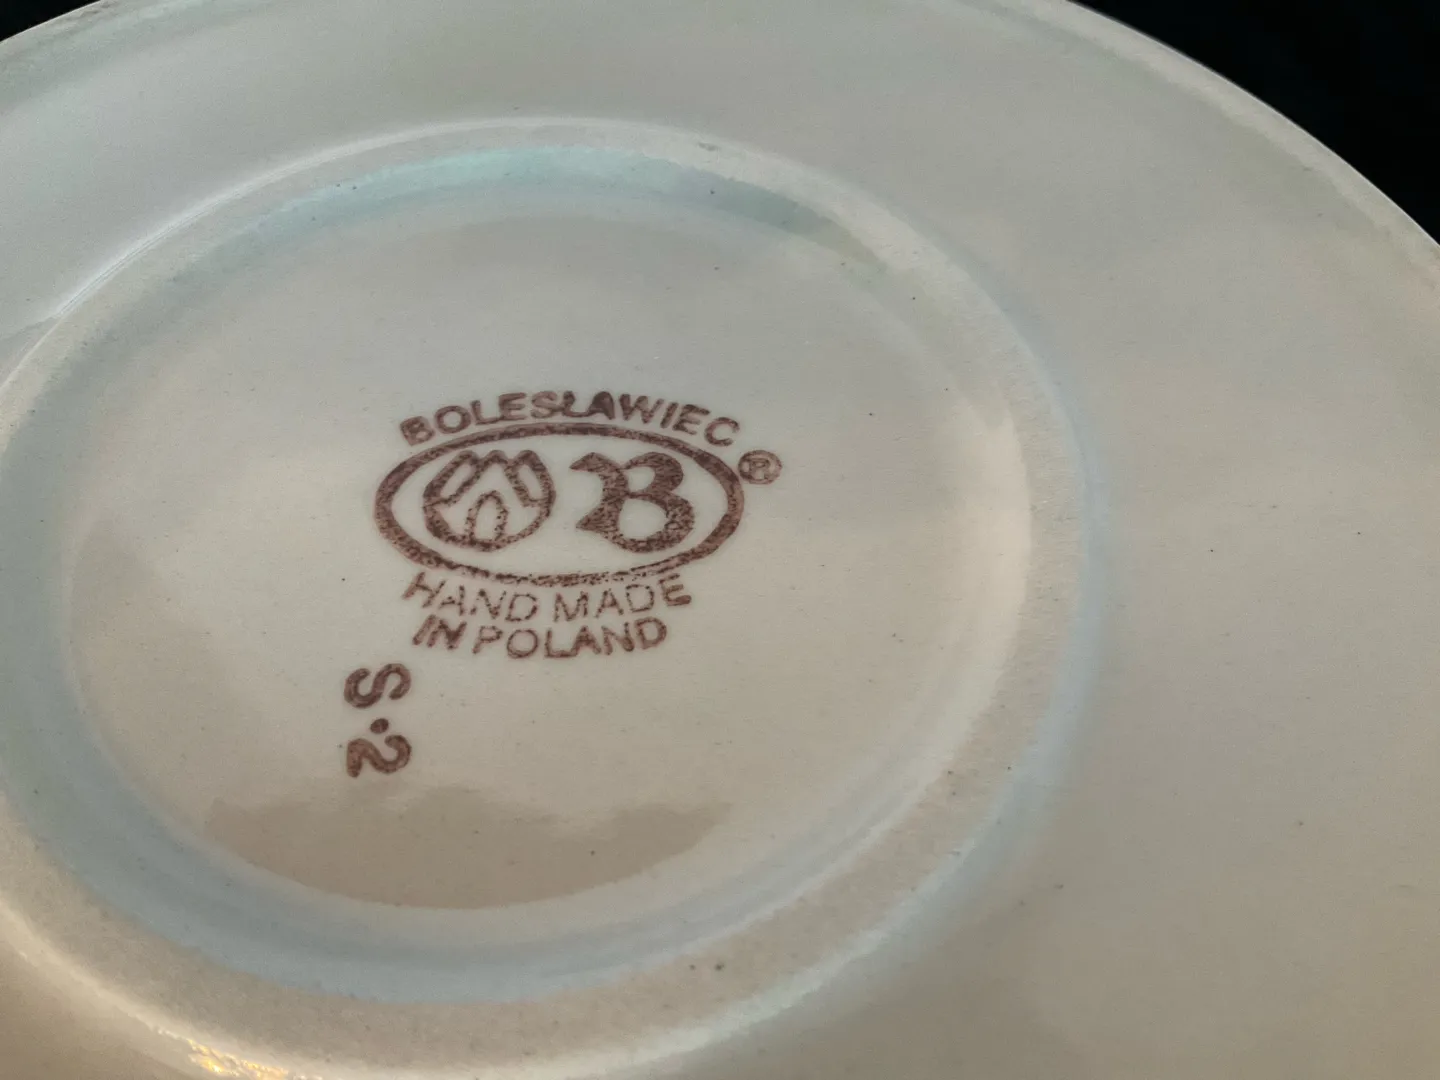 BOLESŁAWIEC
B ®
HAND MADE
IN POLAND
S·2